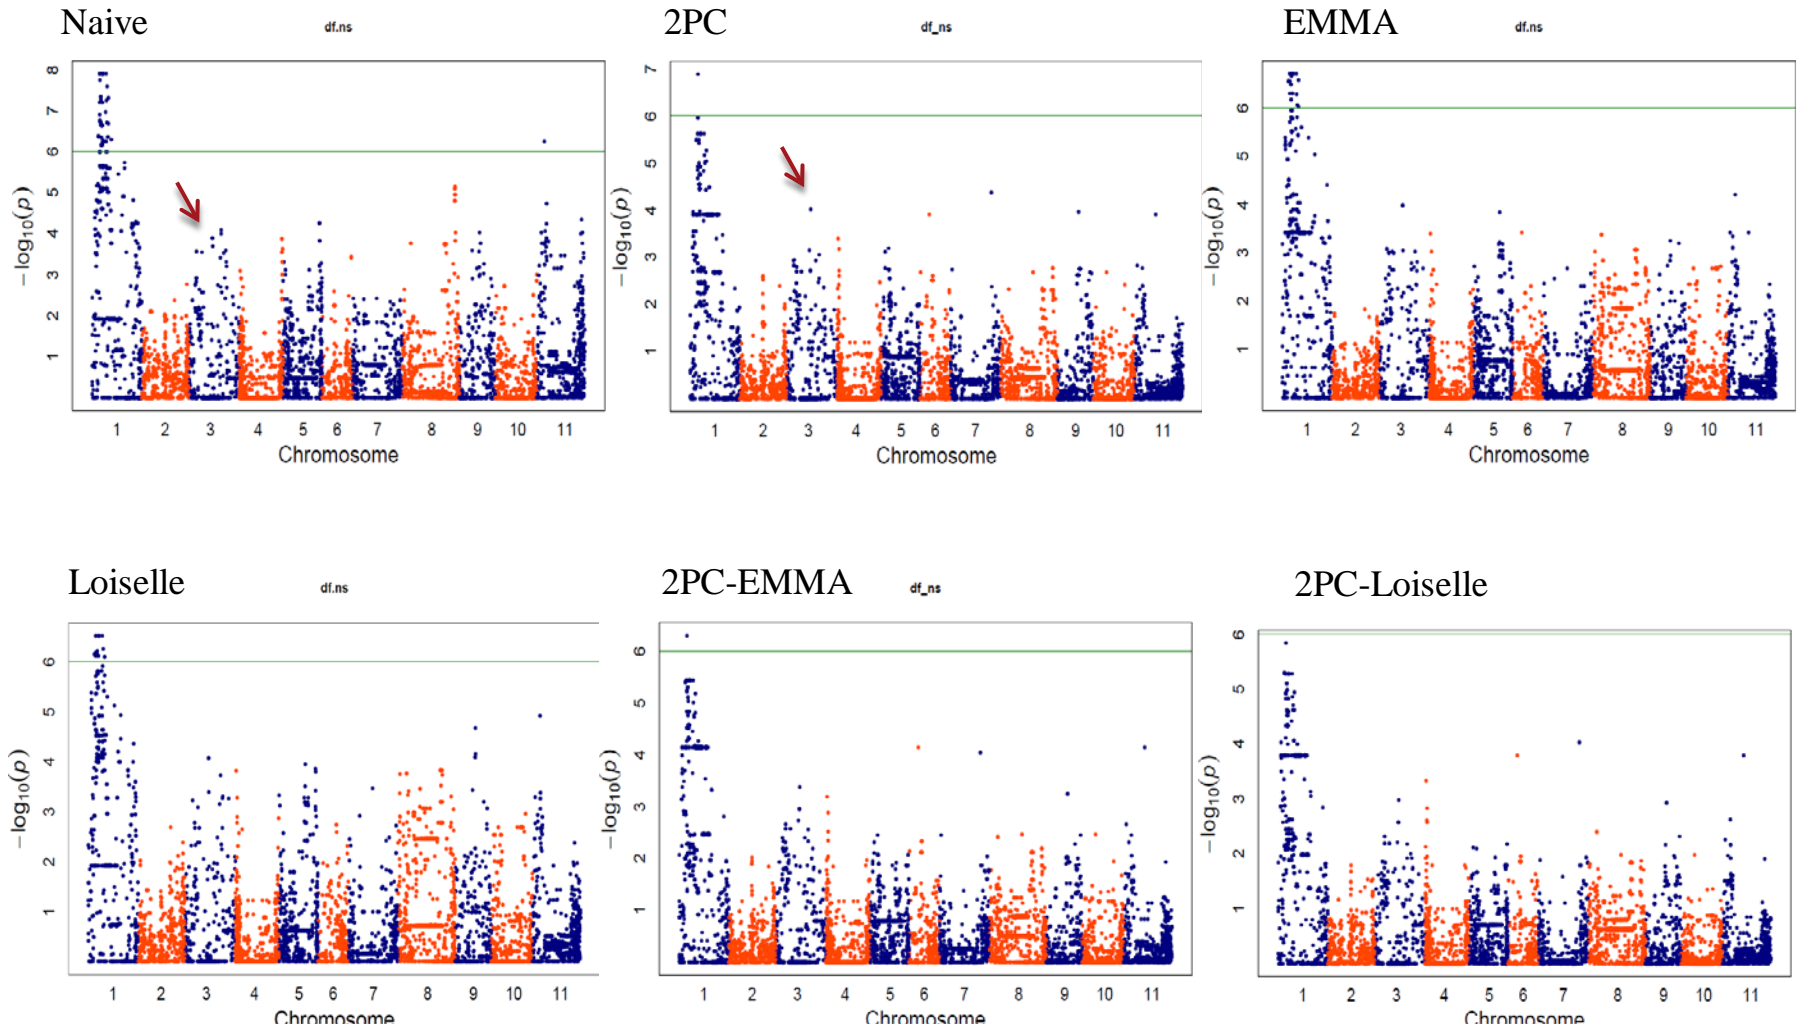 Naive df.ns
8
7
6
5
4
3
2
1
−log10(p)
1 2 3 4 5 6 7 8 9 10 11
Chromosome
2PC df_ns
7
6
5
4
3
2
1
−log10(p)
1 2 3 4 5 6 7 8 9 10 11
Chromosome
EMMA df.ns
6
5
4
3
2
1
−log10(p)
1 2 3 4 5 6 7 8 9 10 11
Chromosome
Loiselle df.ns
6
5
4
3
2
1
−log10(p)
1 2 3 4 5 6 7 8 9 10 11
Chromosome
2PC-EMMA df_ns
6
5
4
3
2
1
−log10(p)
1 2 3 4 5 6 7 8 9 10 11
Chromosome
2PC-Loiselle
6
5
4
3
2
1
−log10(p)
1 2 3 4 5 6 7 8 9 10 11
Chromosome